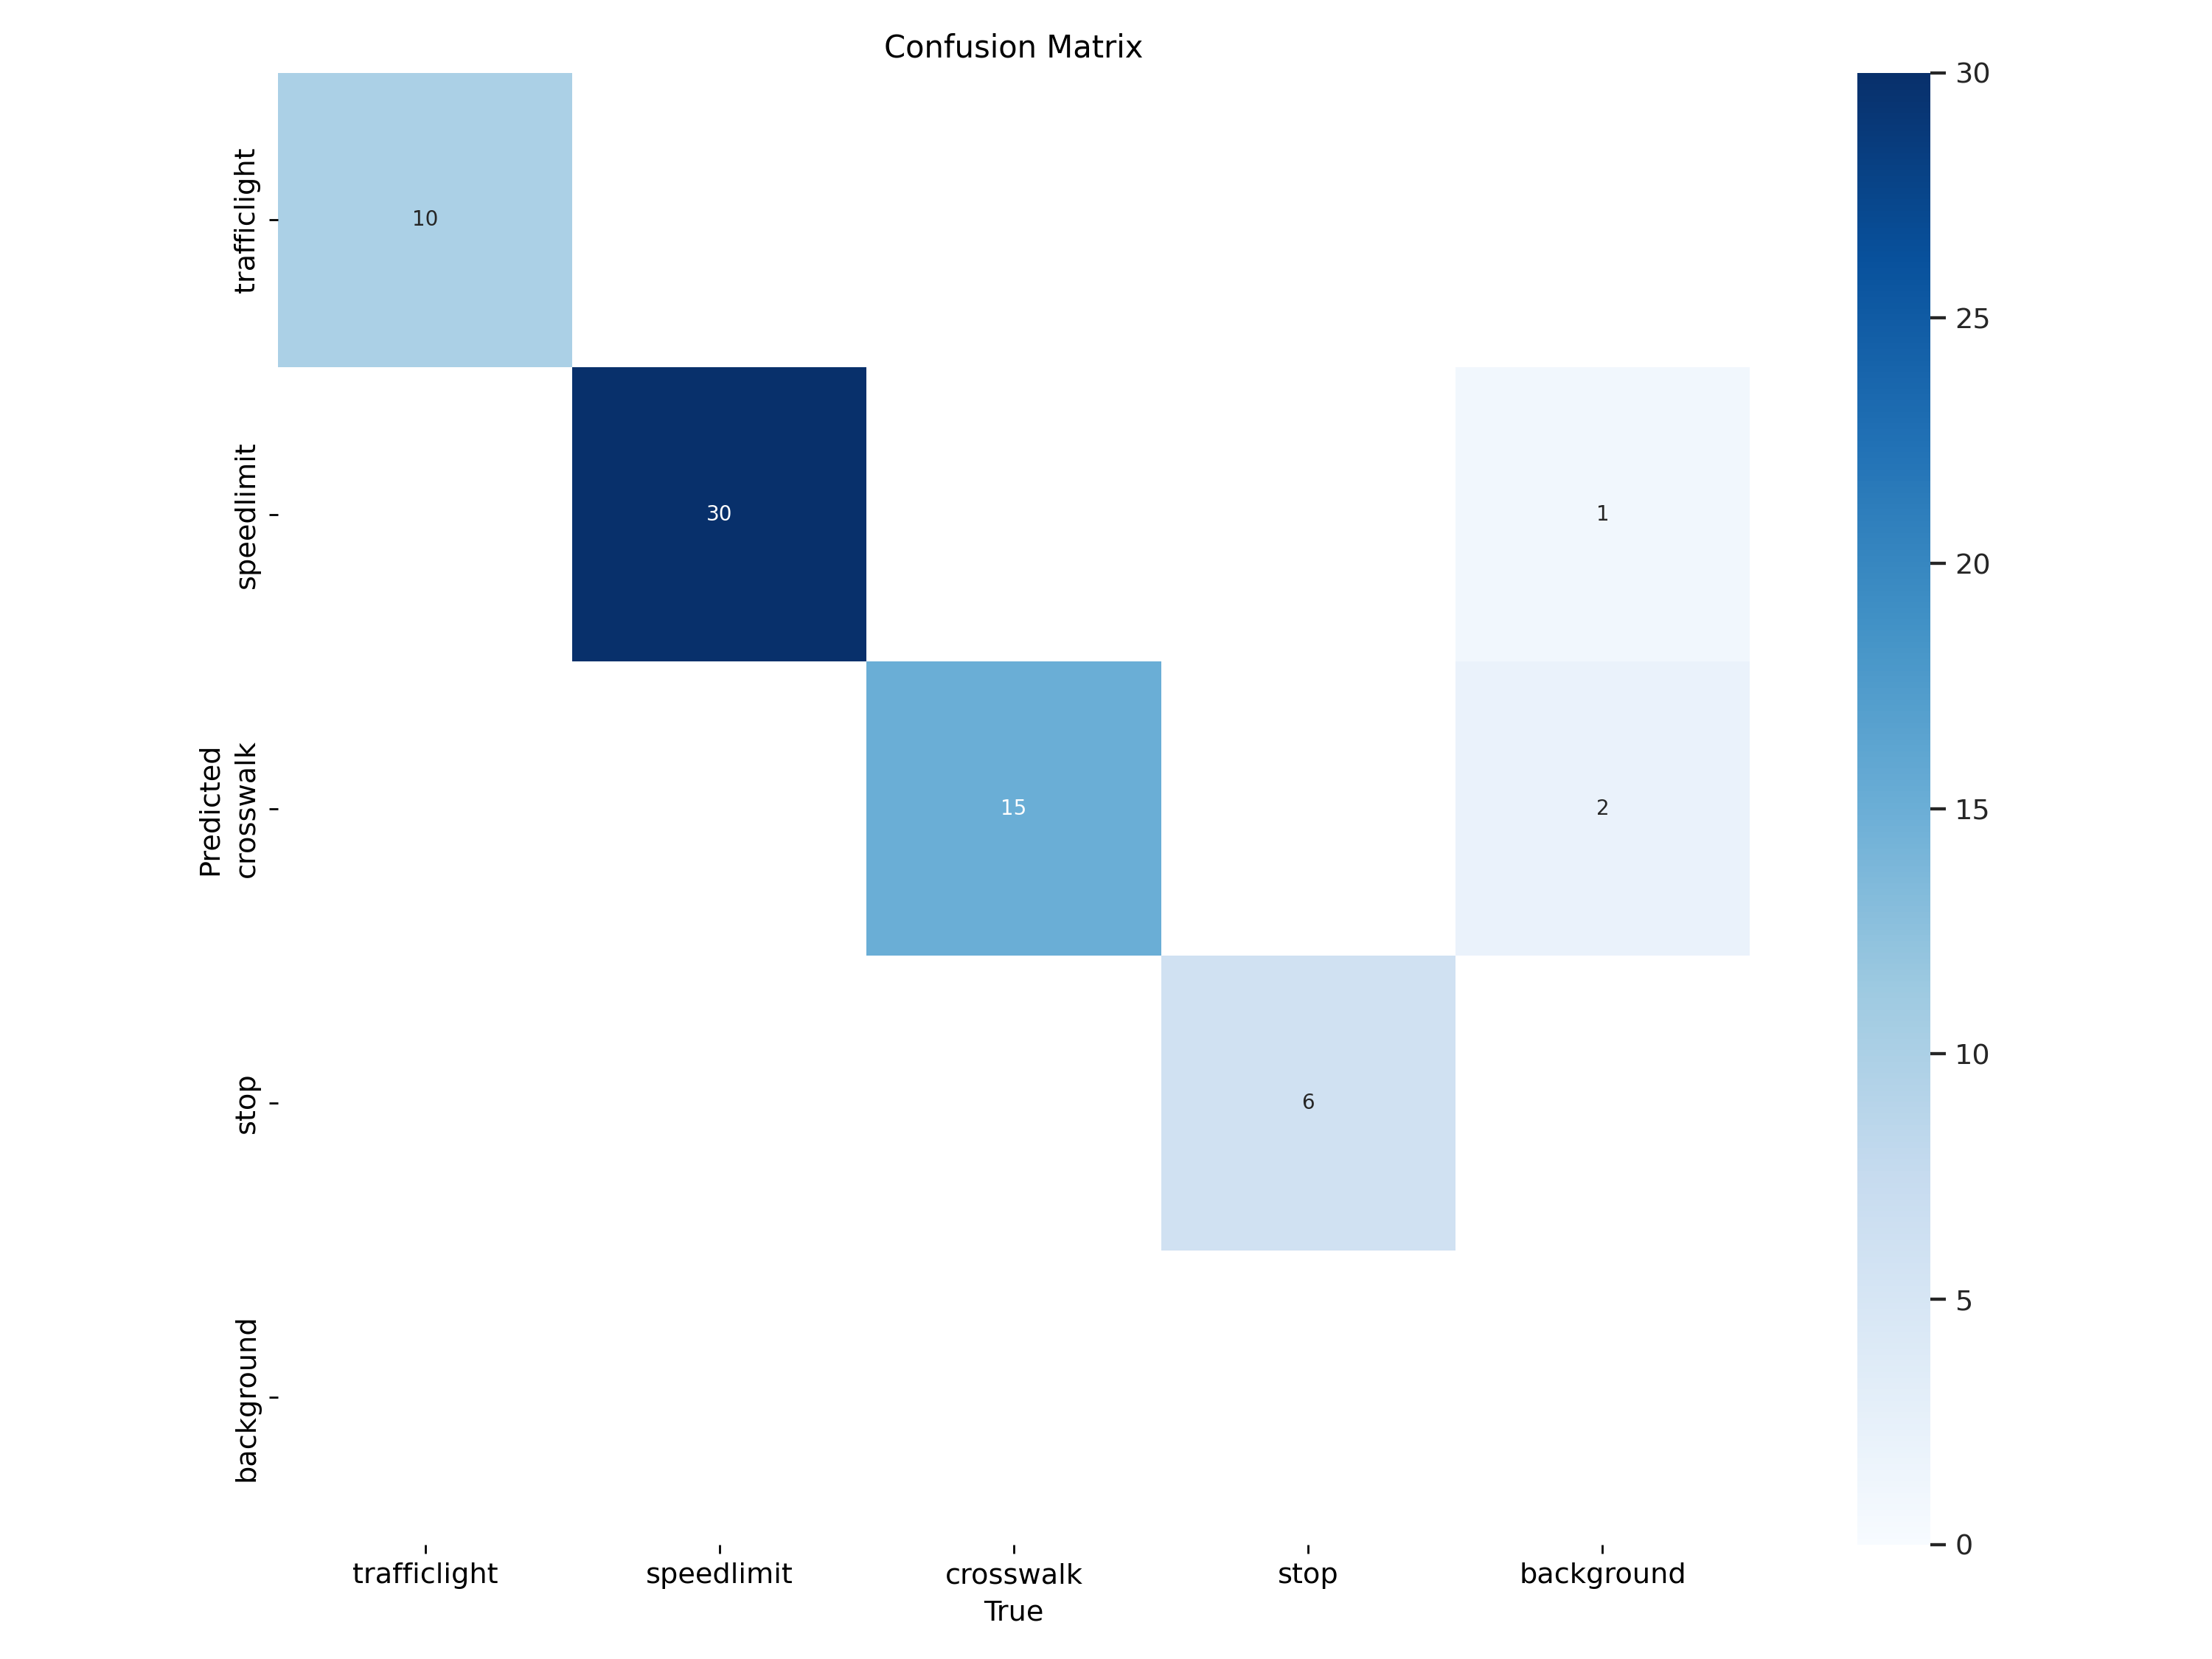 Confusion Matrix
trafficlight
speedlimit
crosswalk
stop
background
Predicted
10
30
1
15
2
6
trafficlight
speedlimit
crosswalk
stop
background
True
30
25
20
15
10
5
0